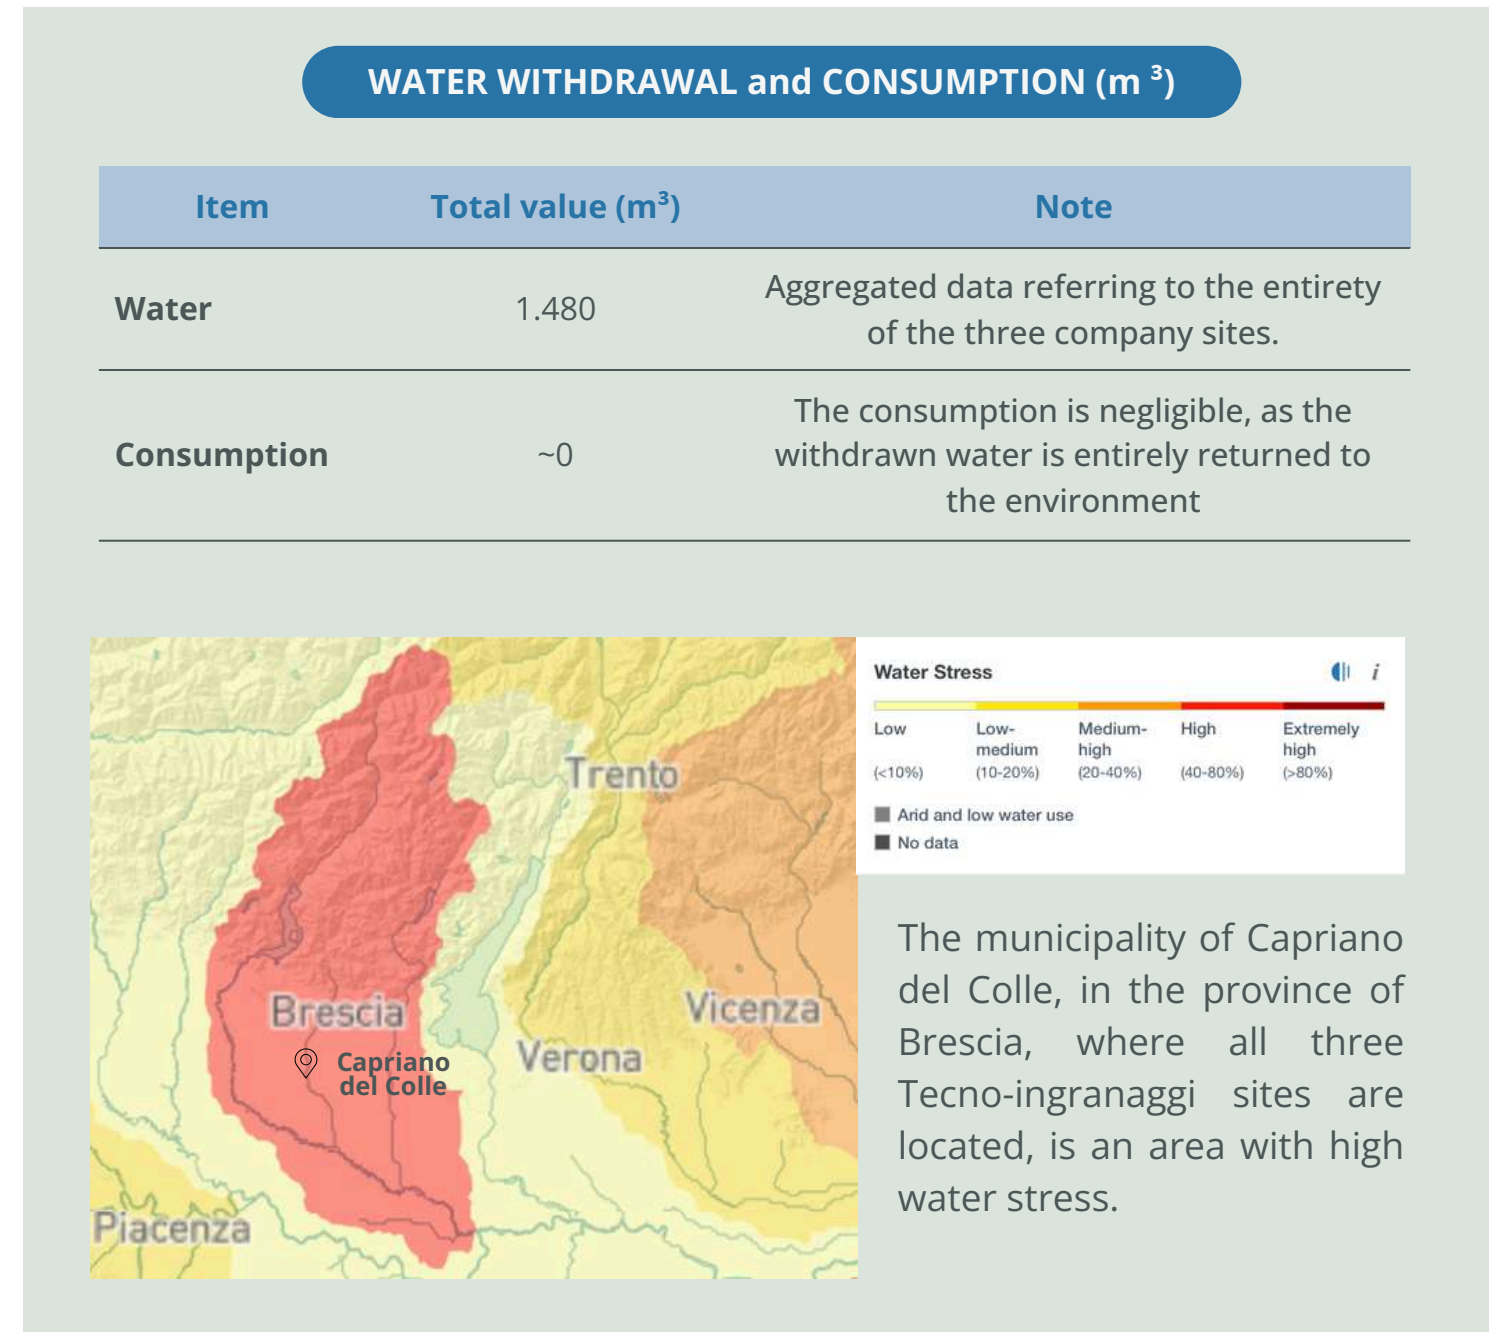 WATER WITHDRAWAL and CONSUMPTION (m ³)
Item Total value (m³) Note
Water 1.480 Aggregated data referring to the entirety
of the three company sites.
Consumption ~0 The consumption is negligible, as the
withdrawn water is entirely returned to
the environment
Trento
Brescia
Vicenza
Verona
Capriano
del Colle
Piacenza
Water Stress i
Low Low- Medium- High Extremely
medium high high
(<10%) (10-20%) (20-40%) (40-80%) (>80%)
Arid and low water use
No data
The municipality of Capriano
del Colle, in the province of
Brescia, where all three
Tecno-ingranaggi sites are
located, is an area with high
water stress.